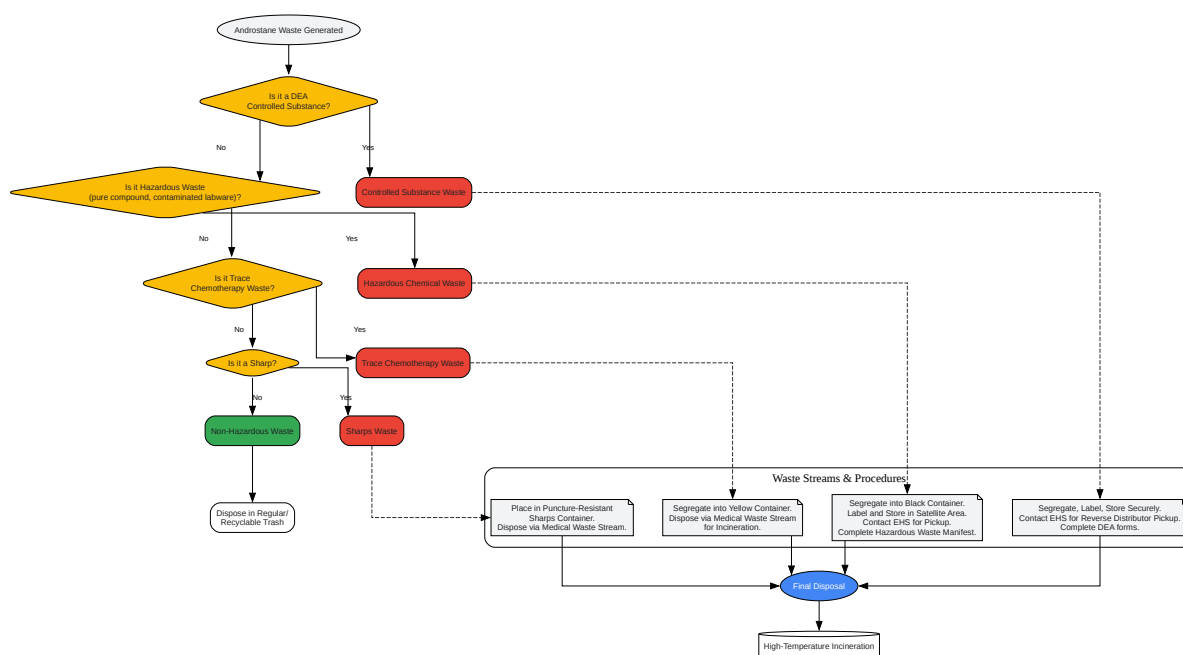 Androstane Waste Generated
Is it a DEA
Controlled Substance?
No
Yes
Is it Hazardous Waste
(pure compound, contaminated labware)?
Controlled Substance Waste
No
Yes
Is it Trace
Chemotherapy Waste?
Hazardous Chemical Waste
No
Yes
Is it a Sharp?
Trace Chemotherapy Waste
No
Yes
Non-Hazardous Waste
Sharps Waste
Dispose in Regular/
Recyclable Trash
Waste Streams & Procedures
Place in Puncture-Resistant
Sharps Container.
Dispose via Medical Waste Stream.
Segregate into Yellow Container.
Dispose via Medical Waste Stream
for Incineration.
Segregate into Black Container.
Label and Store in Satellite Area.
Contact EHS for Pickup.
Complete Hazardous Waste Manifest.
Segregate, Label, Store Securely.
Contact EHS for Reverse Distributor Pickup.
Complete DEA forms.
Final Disposal
High-Temperature Incineration